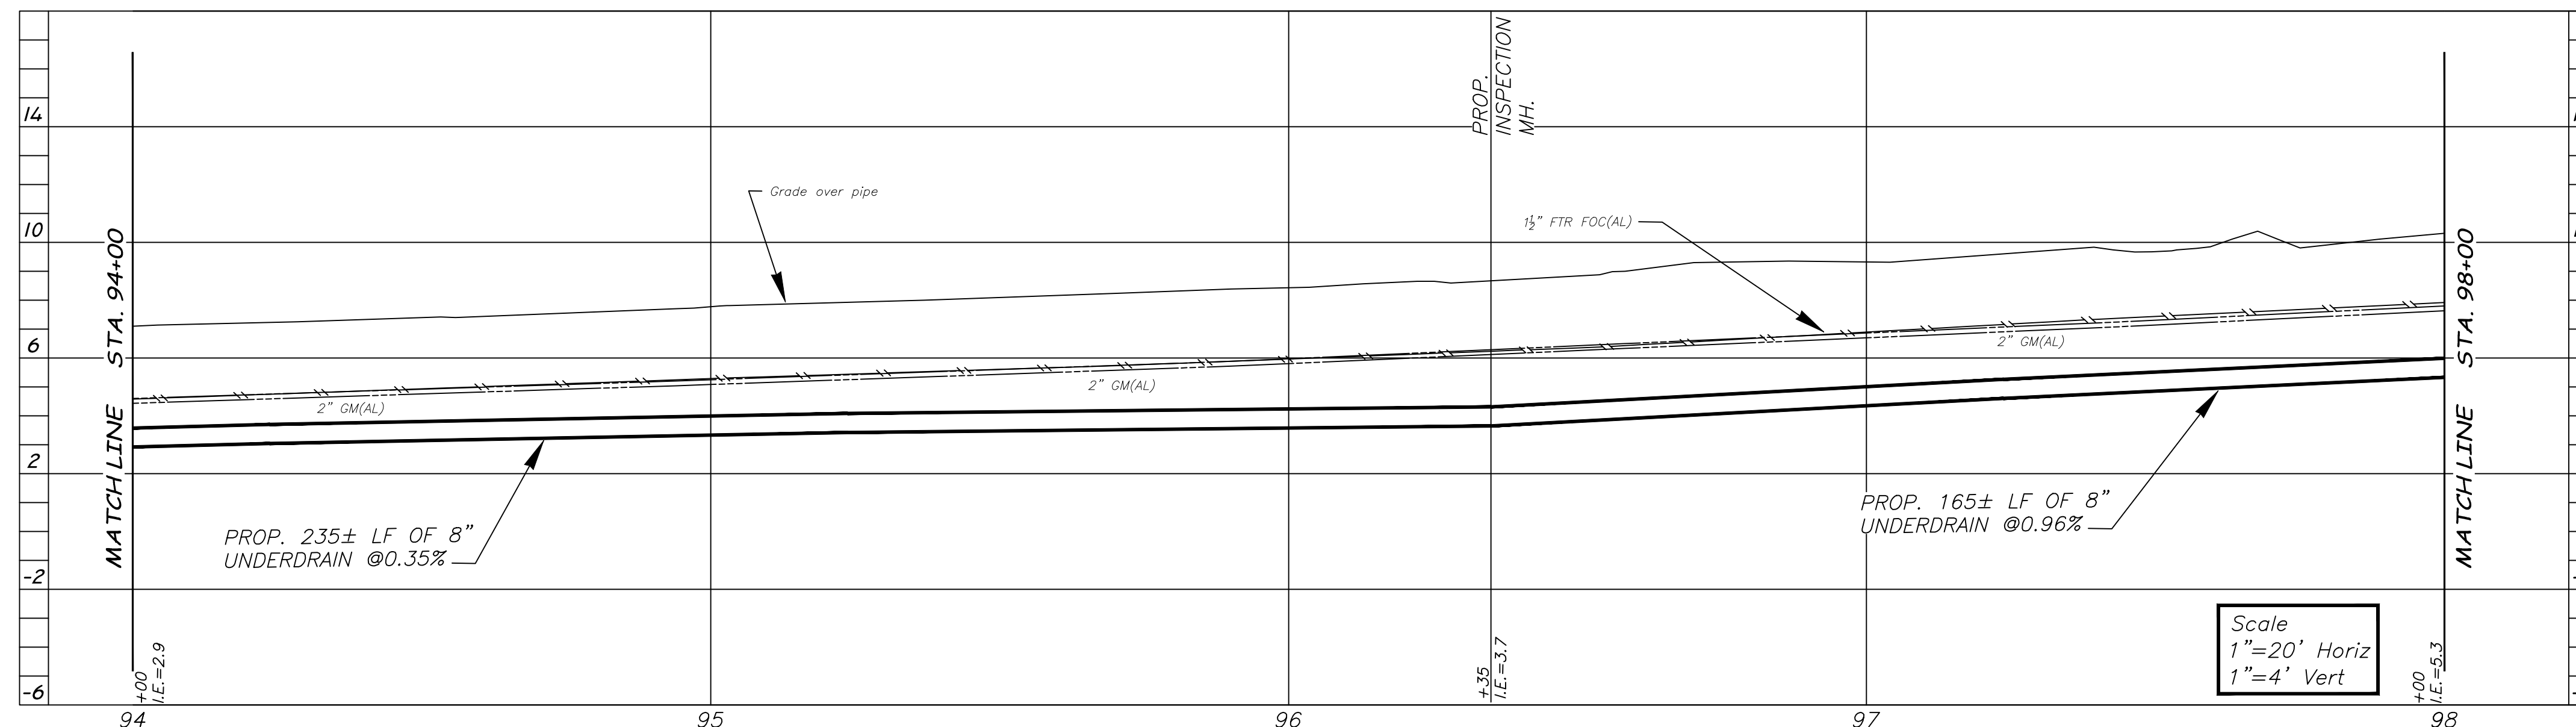 PROP.
INSPECTION
MH.
14
10
6
2
-2
-6
MATCH LINE STA. 94+00
Grade over pipe
1½" FTR FOC(AL)
2" GM(AL)
2" GM(AL)
2" GM(AL)
PROP. 235± LF OF 8"
UNDERDRAIN @0.35%
PROP. 165± LF OF 8"
UNDERDRAIN @0.96%
MATCH LINE STA. 98+00
Scale
1"=20' Horiz
1"=4' Vert
+00
I.E.=2.9
+35
I.E.=3.7
+00
I.E.=5.3
94
95
96
97
98